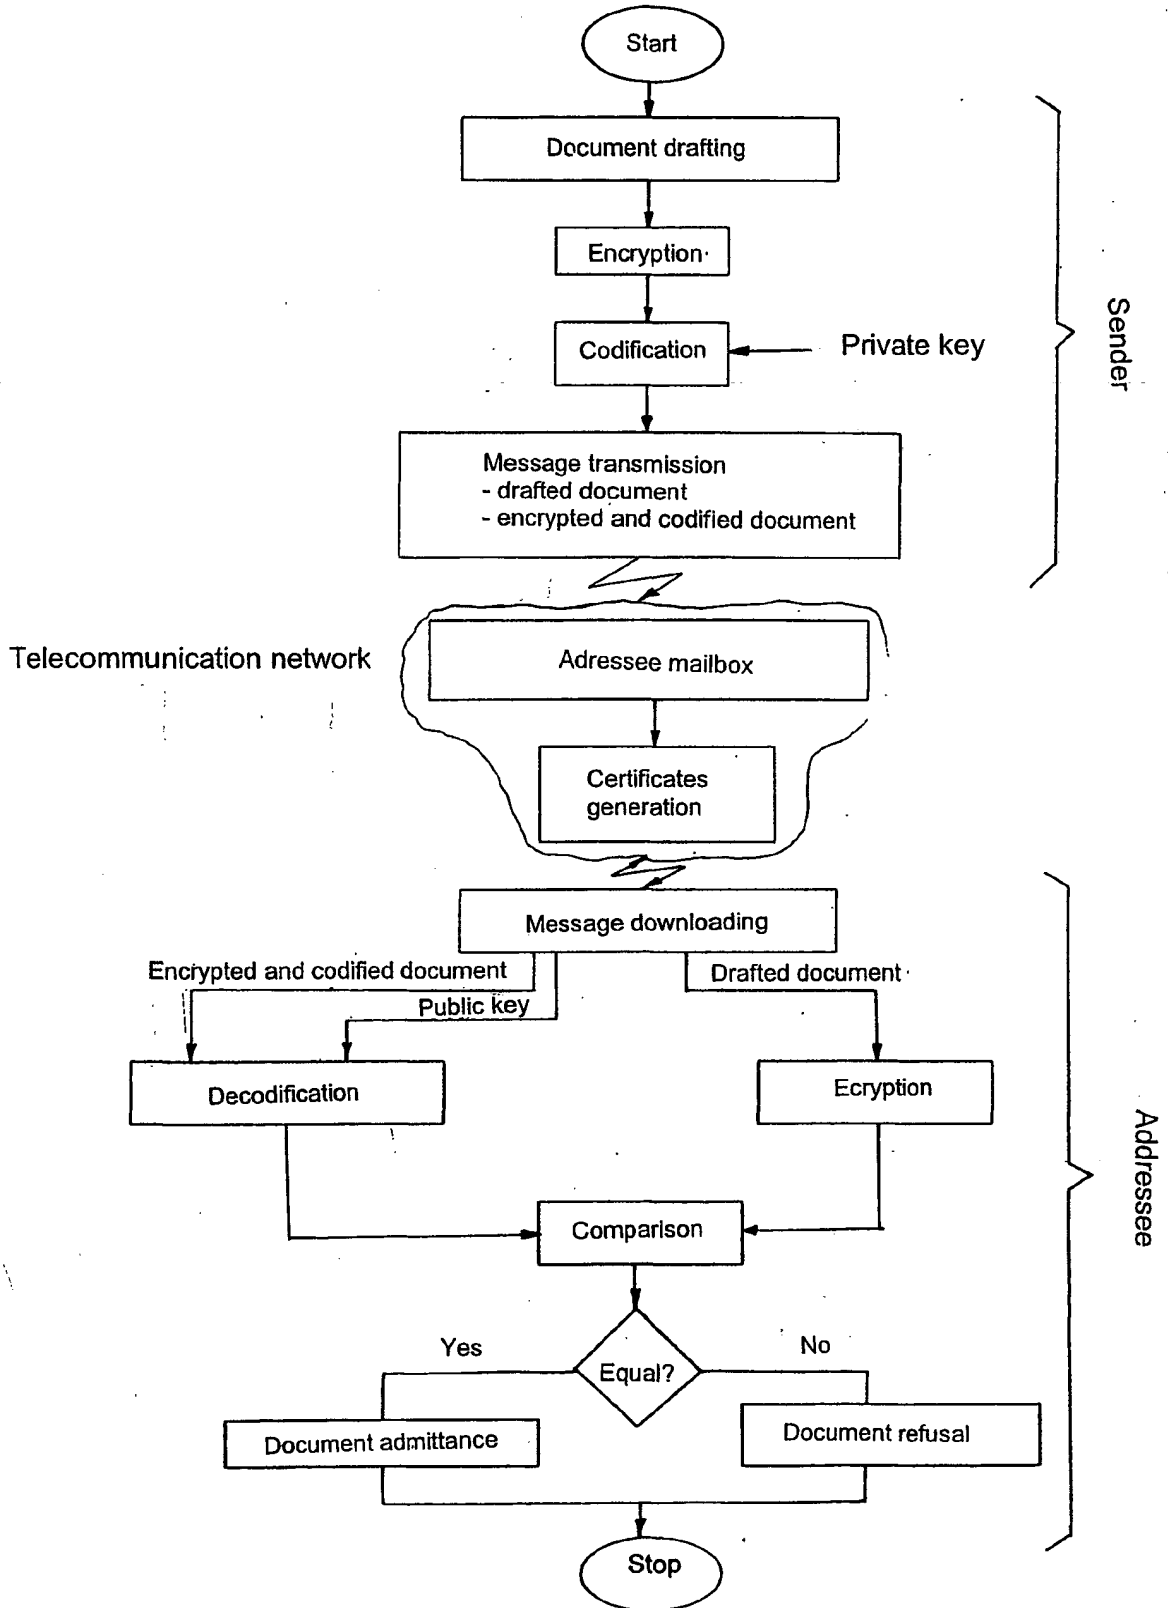 Start
Document drafting
Encryption
Codification
Private key
Sender
Message transmission
- drafted document
- encrypted and codified document
Telecommunication network
Adressee mailbox
Certificates
generation
Message downloading
Encrypted and codified document
Drafted document
Public key
Decodification
Ecryption
Addressee
Comparison
Yes
No
Equal?
Document admittance
Document refusal
Stop